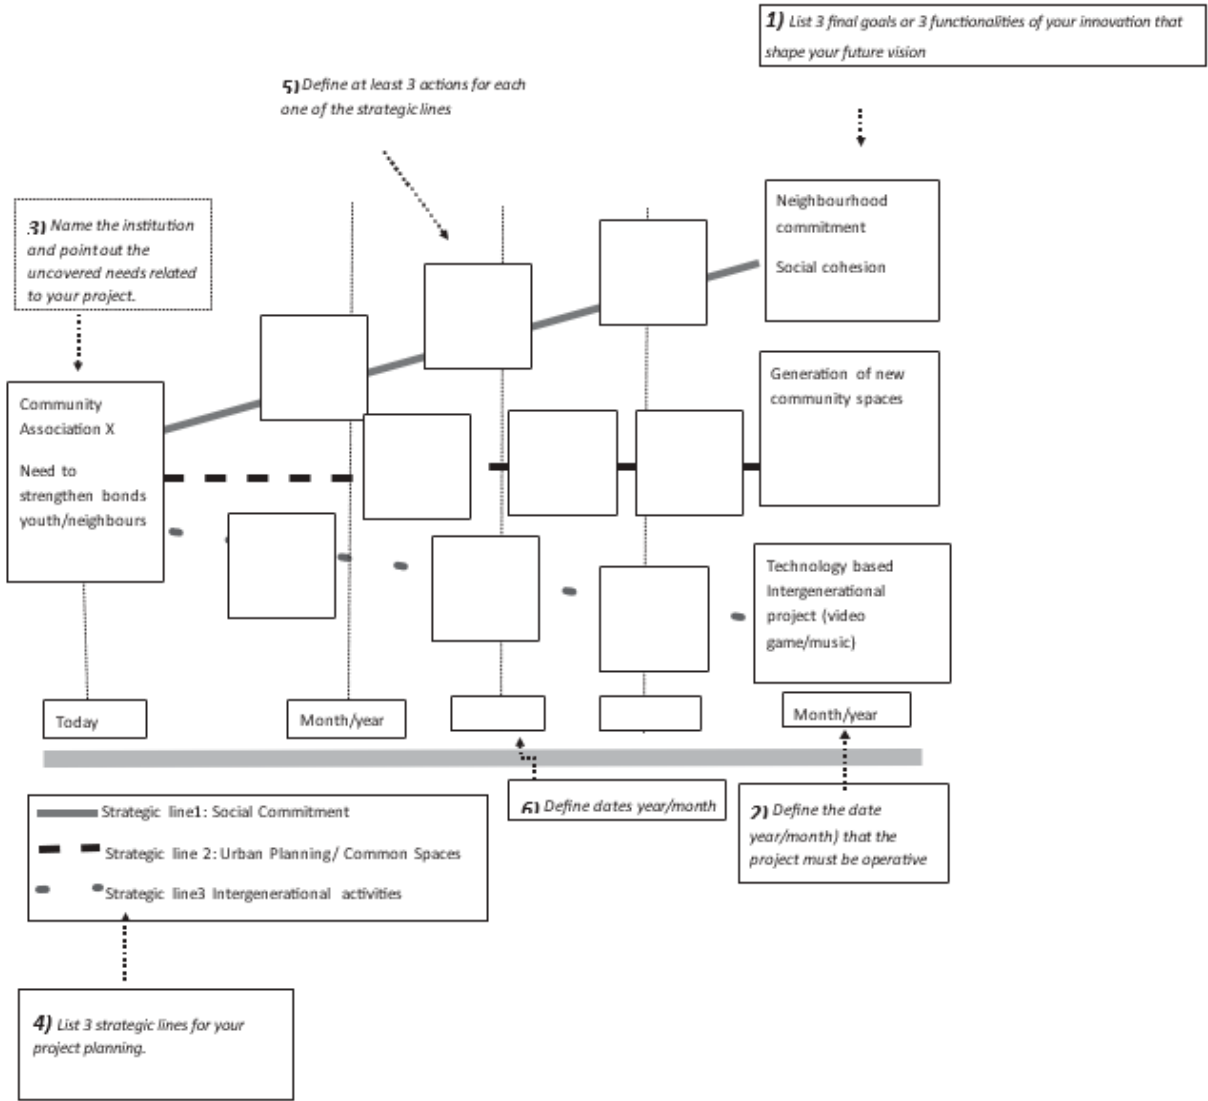 1) List 3 final goals or 3 functionalities of your innovation that
shape your future vision
5) Define at least 3 actions for each
one of the strategic lines
3) Name the institution
and point out the
uncovered needs related
to your project.
Neighbourhood
commitment
Social cohesion
Community
Association X
Need to
strengthen bonds
youth/neighbours
Generation of new
community spaces
Technology based
Intergenerational
project (video
game/music)
Today
Month/year
Month/year
6) Define dates year/month
2) Define the date
year/month) that the
project must be operative
Strategic line1: Social Commitment
Strategic line 2: Urban Planning/ Common Spaces
Strategic line3 Intergenerational activities
4) List 3 strategic lines for your
project planning.